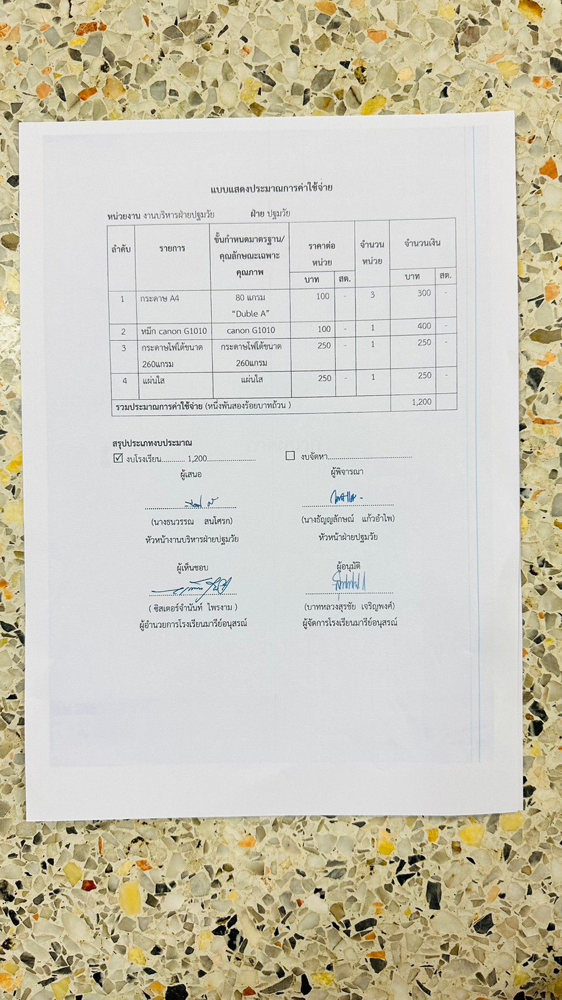 แบบแสดงประมาณการค่าใช้จ่าย
หน่วยงาน งานบริหารฝ่ายปฐมวัย ฝ่าย ปฐมวัย
ลำดับ รายการ ขั้นกำหนดมาตรฐาน/ ราคาต่อ จำนวน จำนวนเงิน
คุณลักษณะเฉพาะ หน่วย หน่วย
คุณภาพ บาท สต. บาท สต.
1 กระดาษ A4 80 แกรม 100 - 3 300 -
“Duble A”
2 หมึก canon G1010 canon G1010 100 - 1 400 -
3 กระดาษโฟโต้ขนาด กระดาษโฟโต้ขนาด 250 - 1 250 -
260แกรม 260แกรม
4 แผ่นใส แผ่นใส 250 - 1 250 -
รวมประมาณการค่าใช้จ่าย (หนึ่งพันสองร้อยบาทถ้วน ) 1,200
สรุปประเภทงบประมาณ
☑ งบโรงเรียน............ 1,200......................... ☐ งบจัดหา...........................................
ผู้เสนอ ผู้พิจารณา
(นางธนวรรณ สนโศรก) (นางธัญญลักษณ์ แก้วอำไพ)
หัวหน้างานบริหารฝ่ายปฐมวัย หัวหน้าฝ่ายปฐมวัย
ผู้เห็นชอบ ผู้อนุมัติ
( ซิสเตอร์จำนันท์ ไพรงาม ) (บาทหลวงสุรชัย เจริญพงศ์)
ผู้อำนวยการโรงเรียนมารีย์อนุสรณ์ ผู้จัดการโรงเรียนมารีย์อนุสรณ์